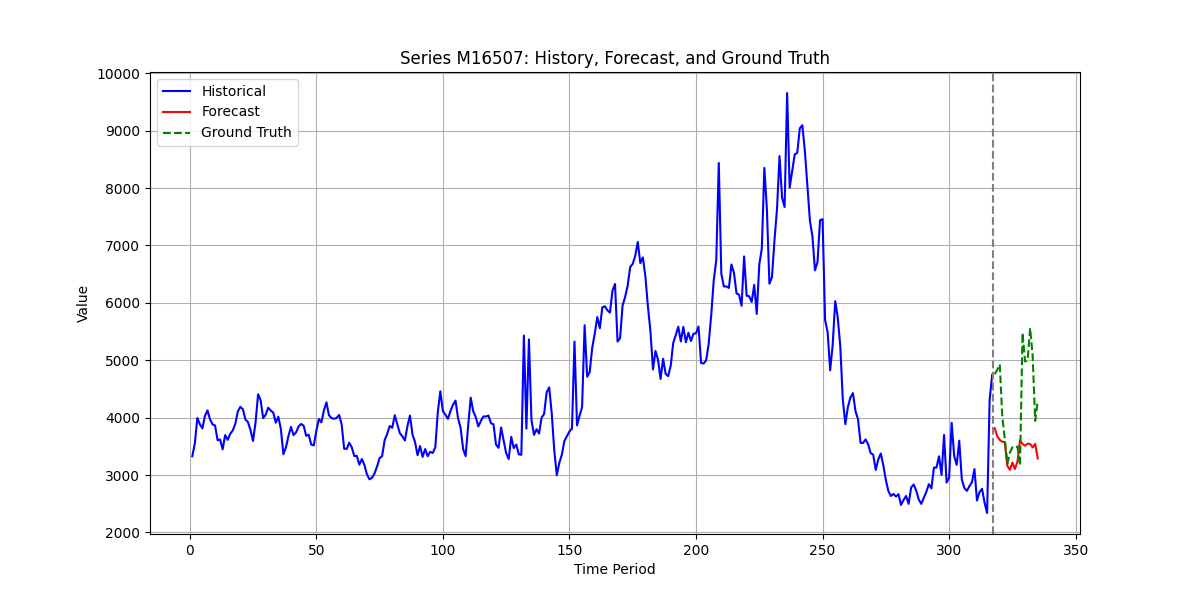 Series M16507: History, Forecast, and Ground Truth
10000
9000
8000
7000
6000
5000
4000
3000
2000
Value
Historical
Forecast
Ground Truth
0
50
100
150
200
250
300
350
Time Period